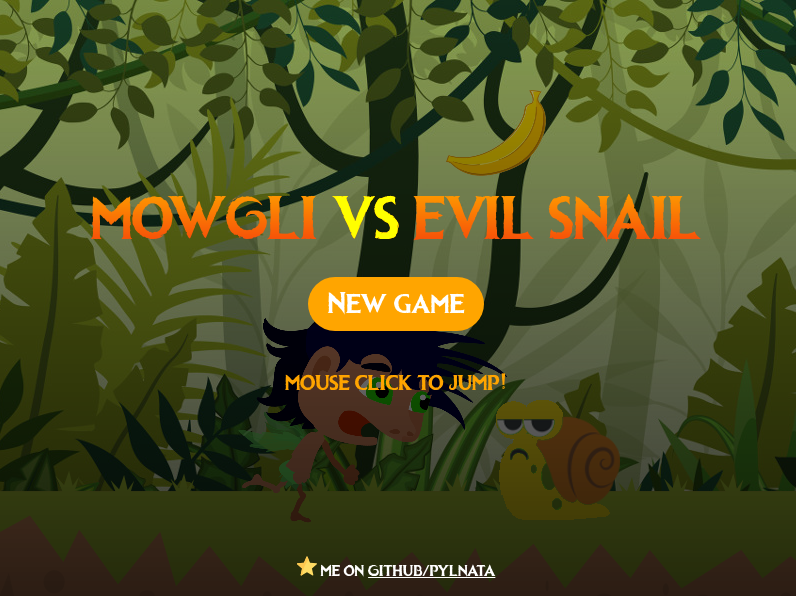 MOWGLI VS EVIL SNAIL
NEW GAME
MOUSE CLICK TO JUMP!
ME ON GITHUB/PYLNATA